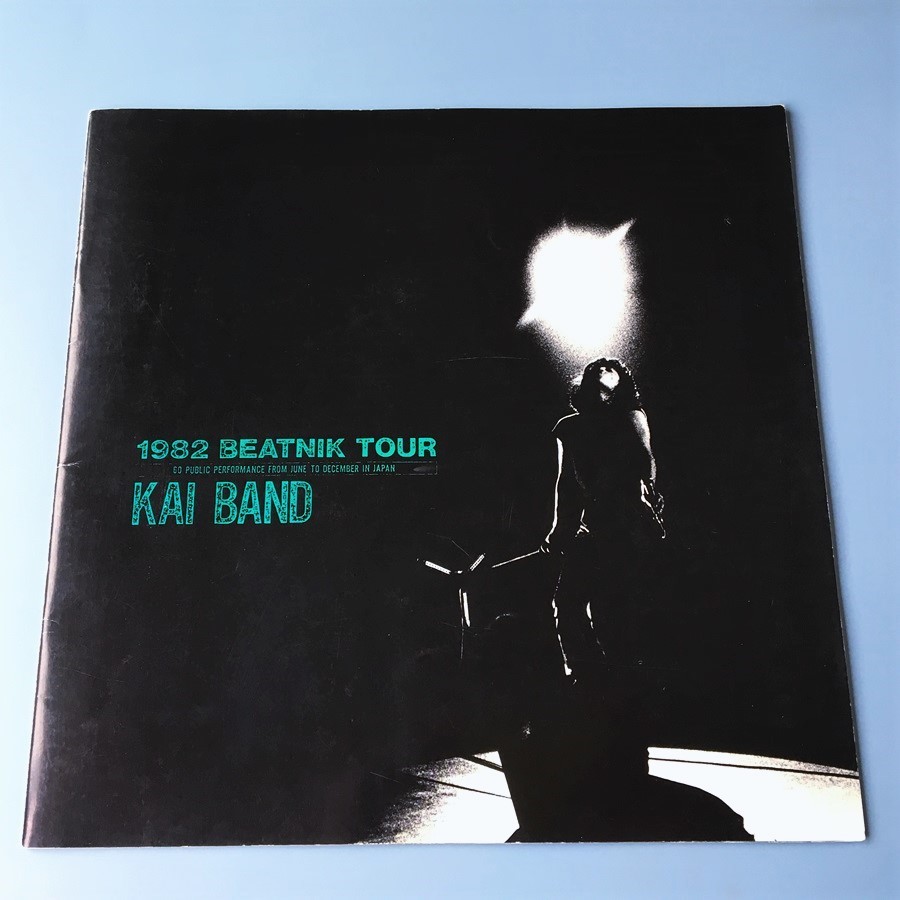 1982 BEATNIK TOUR
60 PUBLIC PERFORMANCE FROM JUNE TO DECEMBER IN JAPAN
KAI BAND